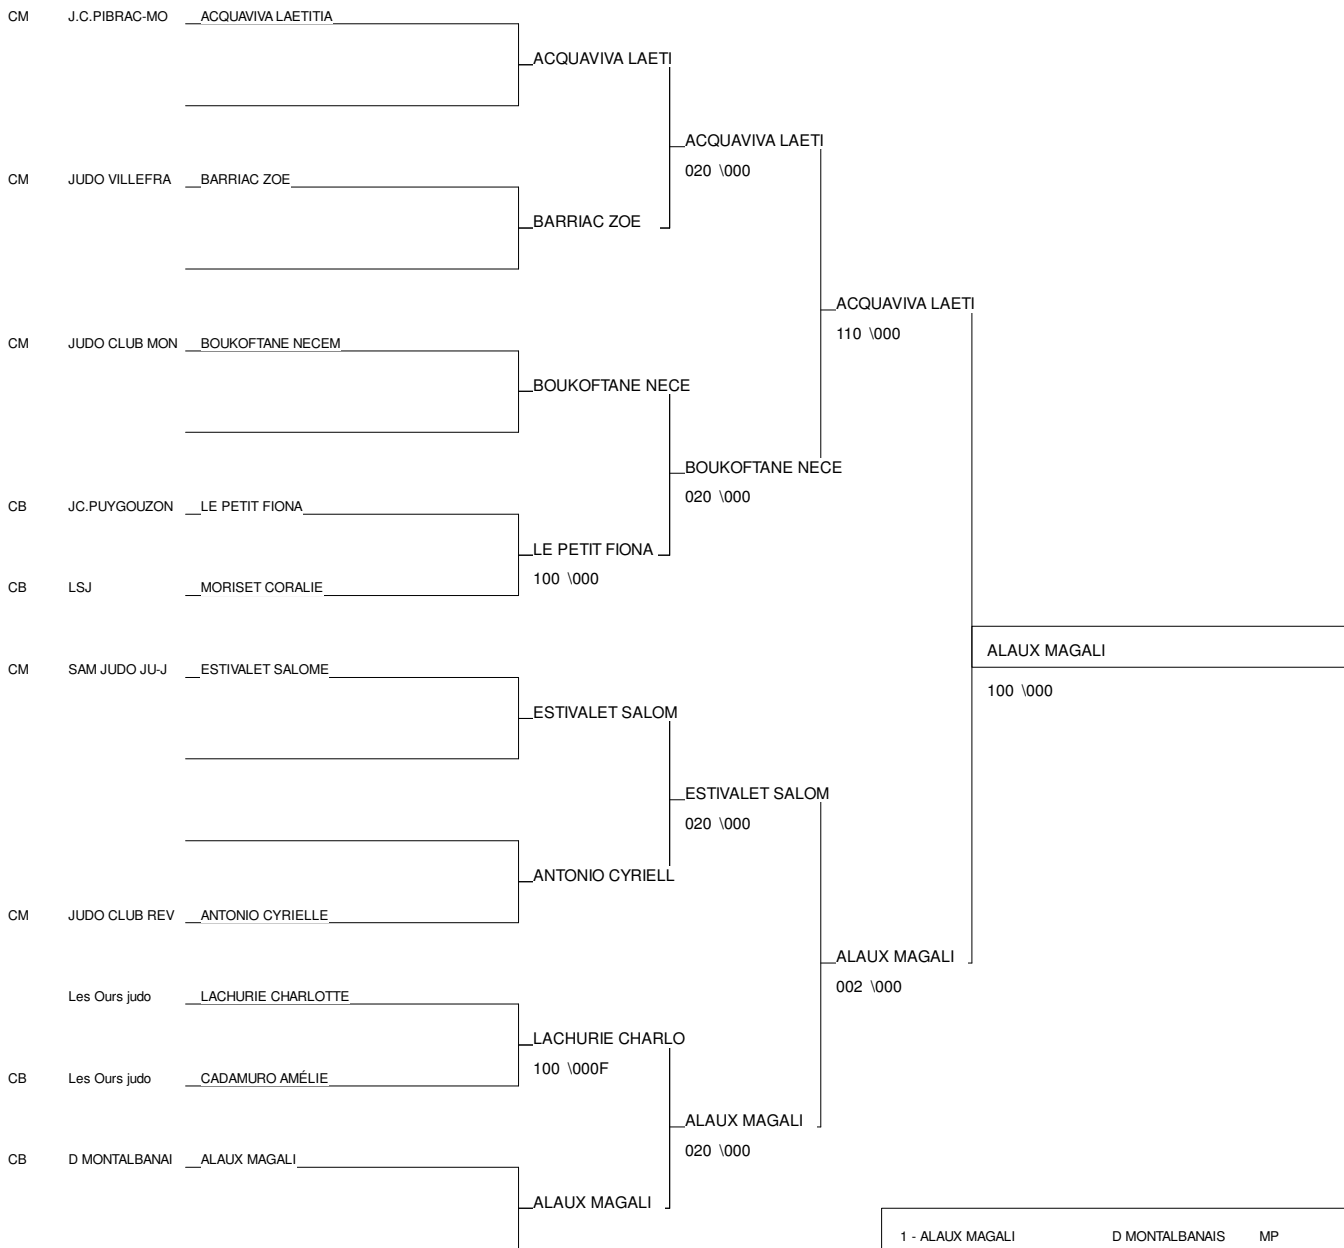 CM J.C.PIBRAC-MO ACQUAVIVA LAETITIA
ACQUAVIVA LAETI
ACQUAVIVA LAETI
020 \000
CM JUDO VILLEFRA BARRIAC ZOE
BARRIAC ZOE
ACQUAVIVA LAETI
110 \000
CM JUDO CLUB MON BOUKOFTANE NECEM
BOUKOFTANE NECE
BOUKOFTANE NECE
020 \000
CB JC.PUYGOUZON LE PETIT FIONA
LE PETIT FIONA
100 \000
CB LSJ MORISET CORALIE
ALAUX MAGALI
100 \000
CM SAM JUDO JU-J ESTIVALET SALOME
ESTIVALET SALOM
ESTIVALET SALOM
020 \000
ANTONIO CYRIELL
CM JUDO CLUB REV ANTONIO CYRIELLE
ALAUX MAGALI
002 \000
Les Ours judo LACHURIE CHARLOTTE
LACHURIE CHARLO
100 \000F
CB Les Ours judo CADAMURO AMÉLIE
ALAUX MAGALI
020 \000
CB D MONTALBANAI ALAUX MAGALI
ALAUX MAGALI
1 - ALAUX MAGALI D MONTALBANAIS MP